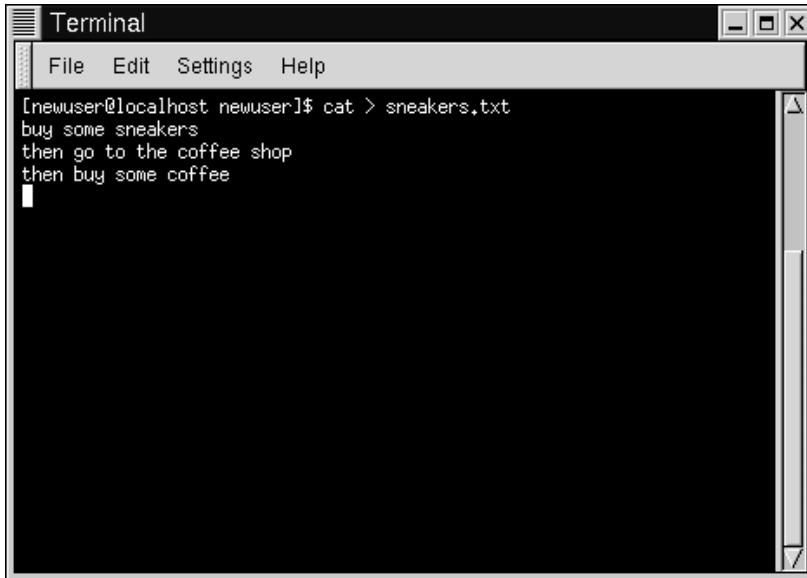 Terminal
File Edit Settings Help
[newuser@localhost newuser]$ cat > sneakers.txt
buy some sneakers
then go to the coffee shop
then buy some coffee